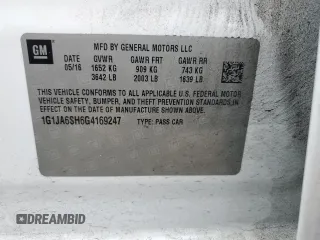 GM
MFD BY GENERAL MOTORS LLC
DATE GVWR GAWR FRT GAWR RR
05/16 1652 KG 909 KG 743 KG
3642 LB 2003 LB 1639 LB
THIS VEHICLE CONFORMS TO ALL APPLICABLE U.S. FEDERAL MOTOR
VEHICLE SAFETY, BUMPER, AND THEFT PREVENTION STANDARDS
IN EFFECT ON THE DATE OF MANUFACTURE SHOWN ABOVE.
1G1JA6SH6G4169247 TYPE: PASS CAR
DREAMBID